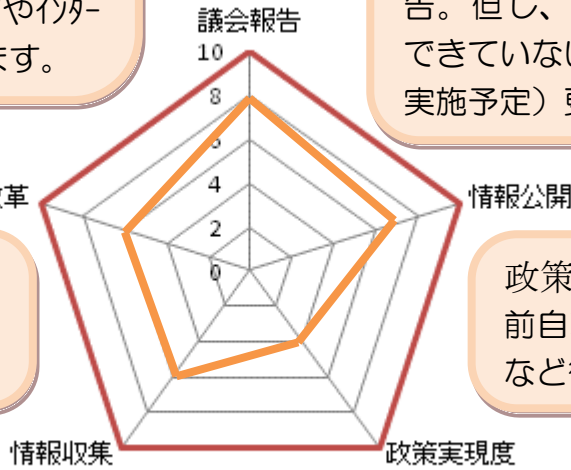 やインター
ます。
告。但し、
できていない
実施予定）更
議会報告
10
8
6
4
2
0
革
情報公開
政策
前自
など
情報収集
政策実現度